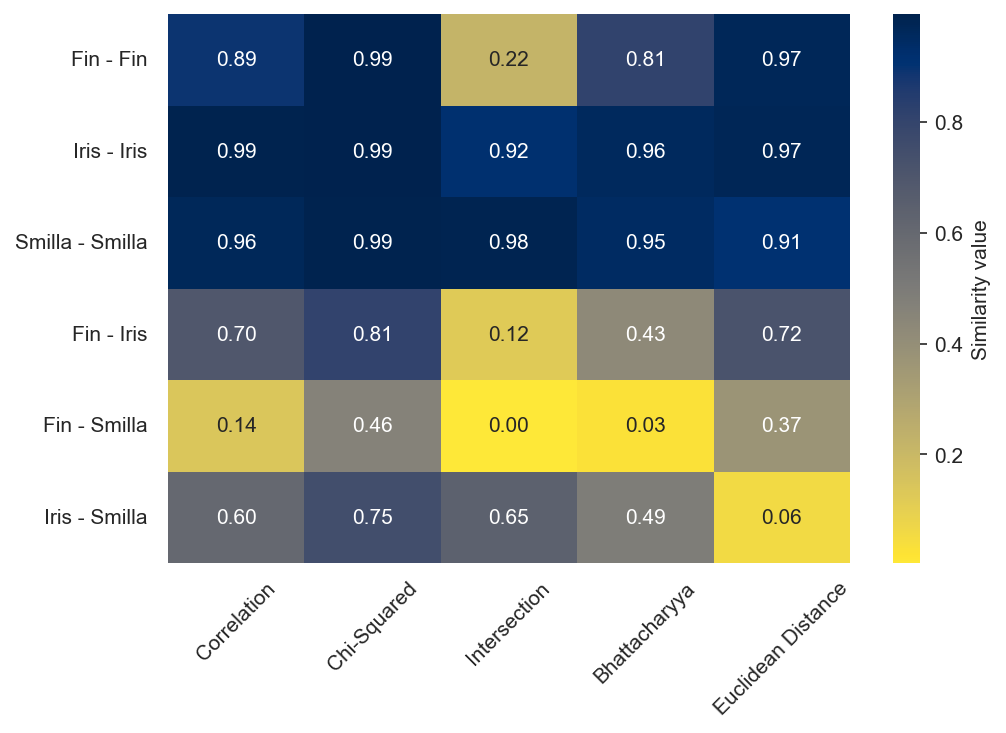 Fin - Fin 0.89 0.99 0.22 0.81 0.97
Iris - Iris 0.99 0.99 0.92 0.96 0.97
Smilla - Smilla 0.96 0.99 0.98 0.95 0.91
Fin - Iris 0.70 0.81 0.12 0.43 0.72
Fin - Smilla 0.14 0.46 0.00 0.03 0.37
Iris - Smilla 0.60 0.75 0.65 0.49 0.06
Correlation
Chi-Squared
Intersection
Bhattacharyya
Euclidean Distance
0.8
0.6
0.4
0.2
Similarity value